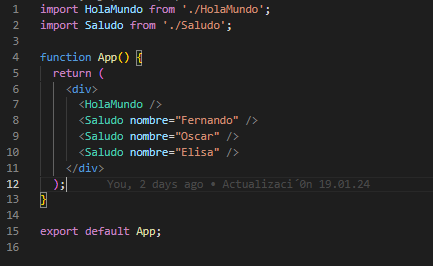 1 import HolaMundo from './HolaMundo';
2 import Saludo from './Saludo';
3
4 function App() {
5   return (
6     <div>
7       <HolaMundo />
8       <Saludo nombre="Fernando" />
9       <Saludo nombre="Oscar" />
10       <Saludo nombre="Elisa" />
11     </div>
12   ); You, 2 days ago • Actualizaci´0n 19.01.24
13 }
14
15 export default App;
16